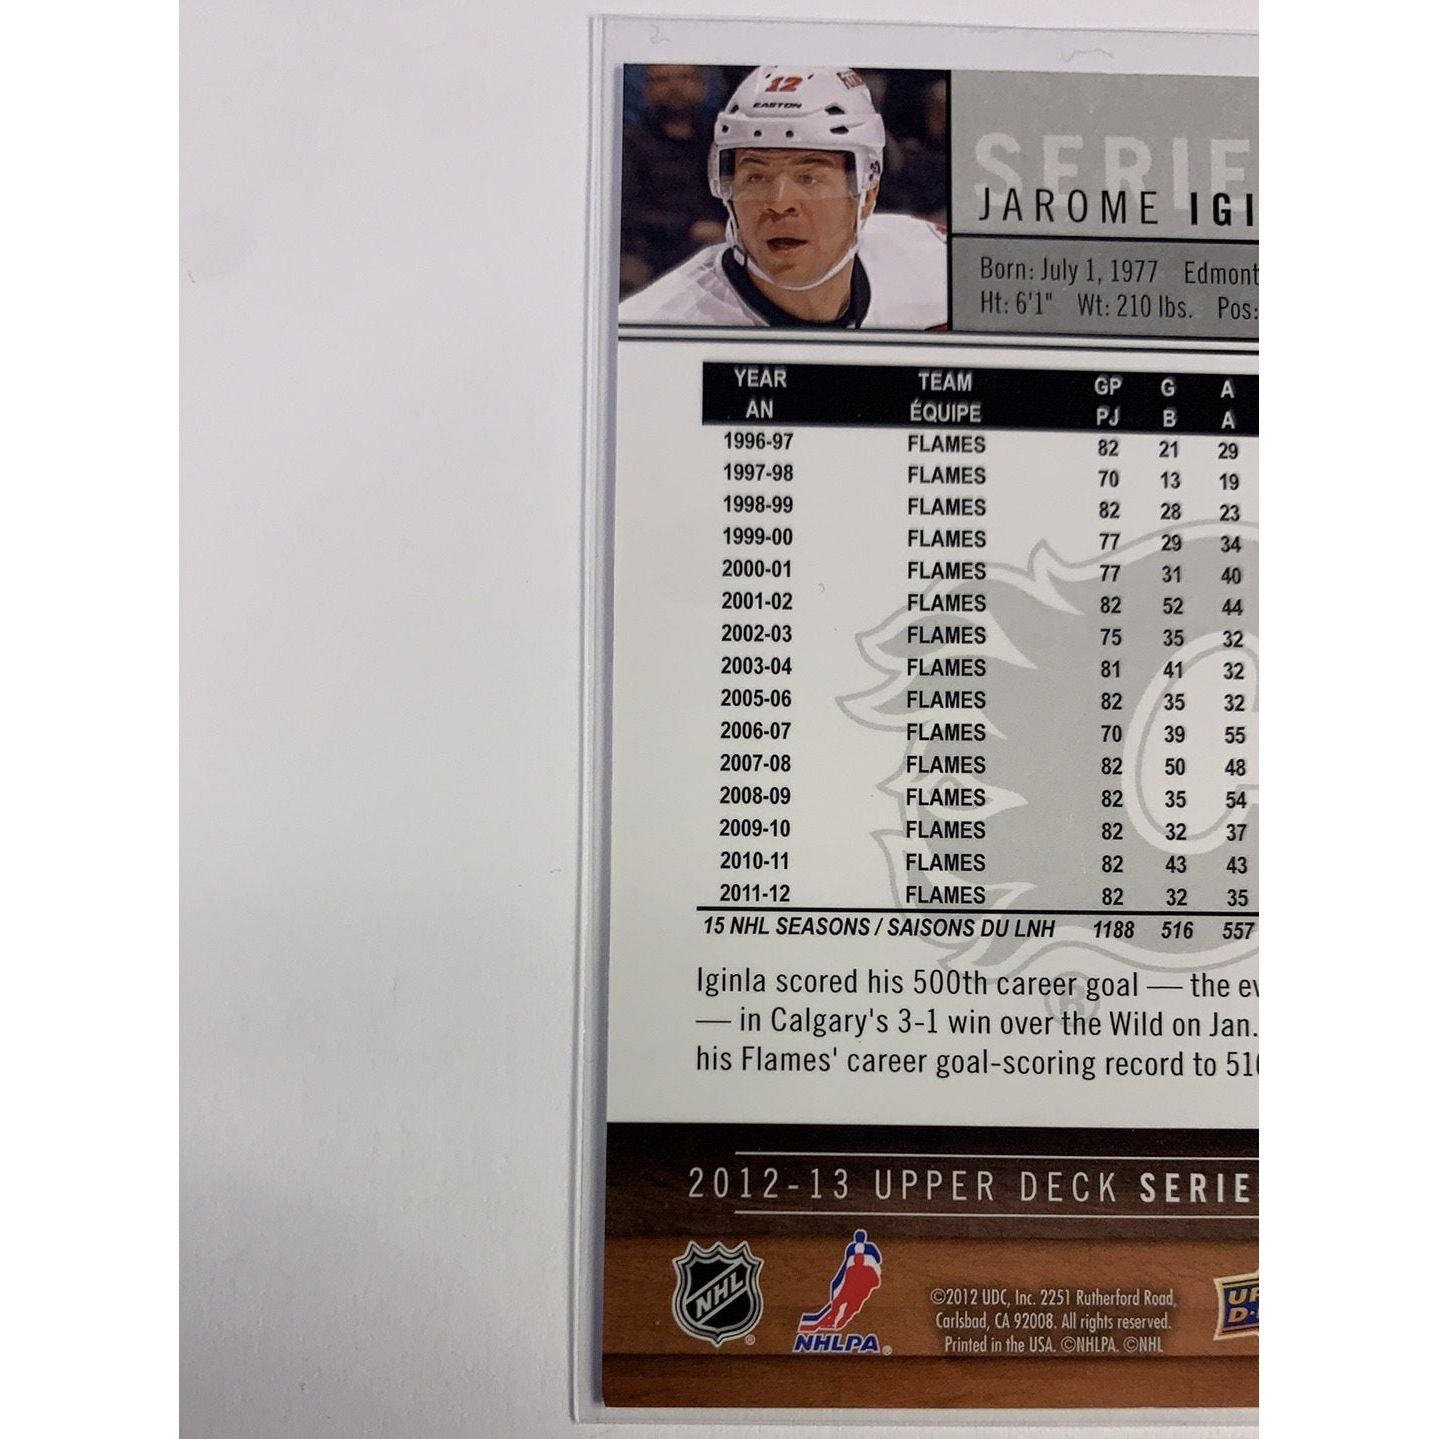 12
EASTON
SERIE
JAROME IGI
Born: July 1, 1977 Edmont
Ht: 6'1" Wt: 210 lbs. Pos:
YEAR TEAM GP G A
AN ÉQUIPE PJ B A
1996-97 FLAMES 82 21 29
1997-98 FLAMES 70 13 19
1998-99 FLAMES 82 28 23
1999-00 FLAMES 77 29 34
2000-01 FLAMES 77 31 40
2001-02 FLAMES 82 52 44
2002-03 FLAMES 75 35 32
2003-04 FLAMES 81 41 32
2005-06 FLAMES 82 35 32
2006-07 FLAMES 70 39 55
2007-08 FLAMES 82 50 48
2008-09 FLAMES 82 35 54
2009-10 FLAMES 82 32 37
2010-11 FLAMES 82 43 43
2011-12 FLAMES 82 32 35
15 NHL SEASONS / SAISONS DU LNH 1188 516 557
Iginla scored his 500th career goal — the ev
— in Calgary's 3-1 win over the Wild on Jan.
his Flames' career goal-scoring record to 516
2012-13 UPPER DECK SERIE
NHL ®
NHLPA ®
©2012 UDC, Inc. 2251 Rutherford Road,
Carlsbad, CA 92008. All rights reserved.
Printed in the USA. ©NHLPA. ©NHL
UP
D